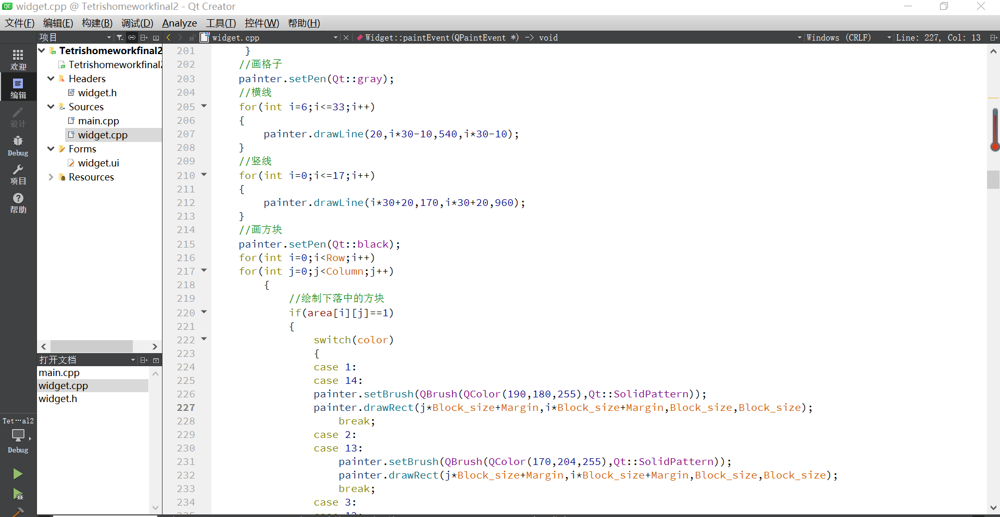 QC widget.cpp @ Tetrishomeworkfinal2 - Qt Creator
文件(F) 编辑(E) 构建(B) 调试(D) Analyze 工具(T) 控件(W) 帮助(H)
项目 widget.cpp Widget::paintEvent(QPaintEvent *) -> void Windows (CRLF) Line: 227, Col: 13
欢迎
编辑
设计
Debug
项目
帮助
Tet···al2
Debug
Tetrishomeworkfinal2
Tetrishomeworkfinal
Headers
widget.h
Sources
main.cpp
widget.cpp
Forms
widget.ui
Resources
打开文档
main.cpp
widget.cpp
widget.h
201 }
202 //画格子
203 painter.setPen(Qt::gray);
204 //横线
205 for(int i=6;i<=33;i++)
206 {
207 painter.drawLine(20,i*30-10,540,i*30-10);
208 }
209 //竖线
210 for(int i=0;i<=17;i++)
211 {
212 painter.drawLine(i*30+20,170,i*30+20,960);
213 }
214 //画方块
215 painter.setPen(Qt::black);
216 for(int i=0;i<Row;i++)
217 for(int j=0;j<Column;j++)
218 {
219 //绘制下落中的方块
220 if(area[i][j]==1)
221 {
222 switch(color)
223 {
224 case 1:
225 case 14:
226 painter.setBrush(QBrush(QColor(190,180,255),Qt::SolidPattern));
227 painter.drawRect(j*Block_size+Margin,i*Block_size+Margin,Block_size,Block_size);
228 break;
229 case 2:
230 case 13:
231 painter.setBrush(QBrush(QColor(170,204,255),Qt::SolidPattern));
232 painter.drawRect(j*Block_size+Margin,i*Block_size+Margin,Block_size,Block_size);
233 break;
234 case 3: